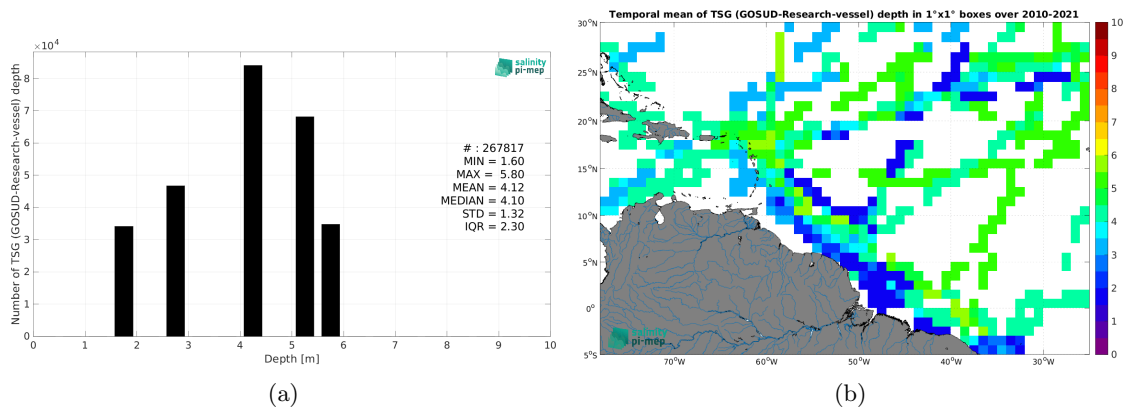 Number of TSG (GOSUD-Research-vessel) depth
×10⁴
8
7
6
5
4
3
2
1
0
0 1 2 3 4 5 6 7 8 9 10
Depth [m]
salinity
pi-mep
# : 267817
MIN = 1.60
MAX = 5.80
MEAN = 4.12
MEDIAN = 4.10
STD = 1.32
IQR = 2.30
(a)
Temporal mean of TSG (GOSUD-Research-vessel) depth in 1°x1° boxes over 2010-2021
30°N
25°N
20°N
15°N
10°N
5°N
0°
5°S
70°W 60°W 50°W 40°W 30°W
salinity
pi-mep
10
9
8
7
6
5
4
3
2
1
0
(b)